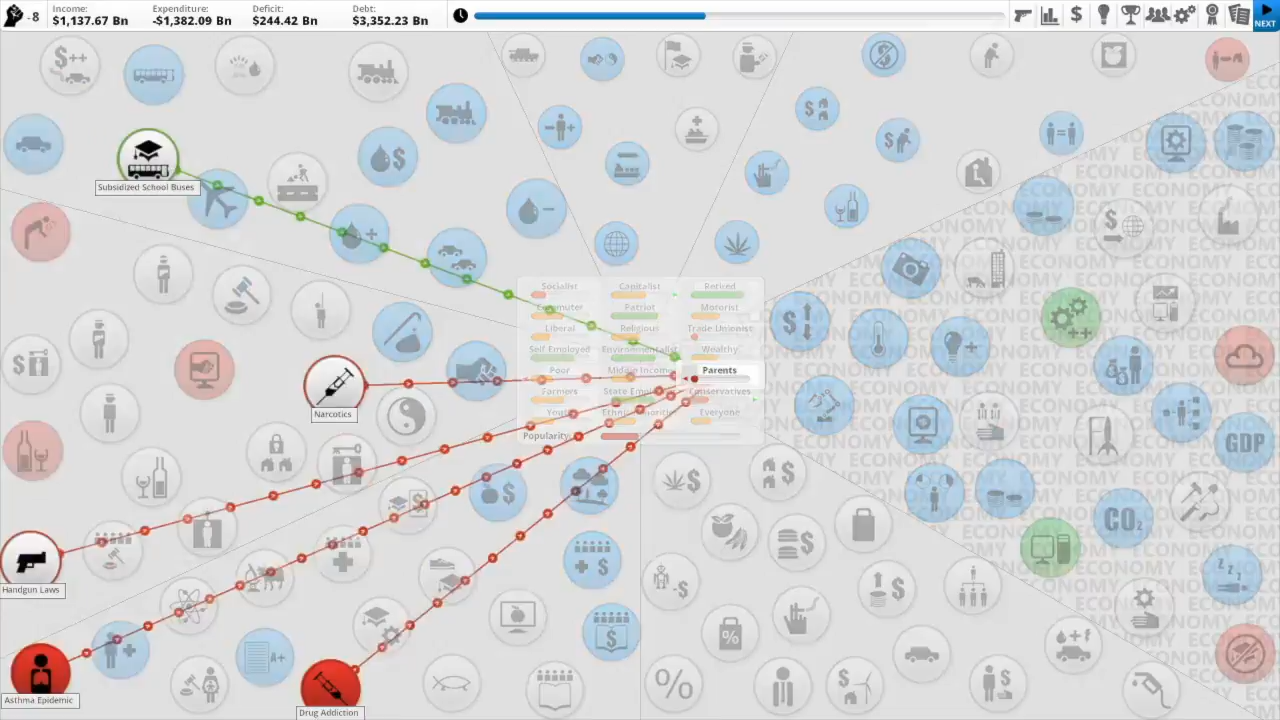 Income: Expenditure: Deficit: Debt:
- 8 $1,137.67 Bn -$1,382.09 Bn $244.42 Bn $3,352.23 Bn
NEXT
$++
$
ECONOMY
Subsidized School Buses
Socialist Capitalist Retired
Commuter Patriot Motorist
Liberal Religious Trade Unionist
Self Employed Environmentalist Wealthy
Poor Middle Income Parents
Farmers State Employees Conservatives
Youth Ethnic Minorities Everyone
Popularity:
Narcotics
GDP
CO2
Handgun Laws
A+
Asthma Epidemic
Drug Addiction